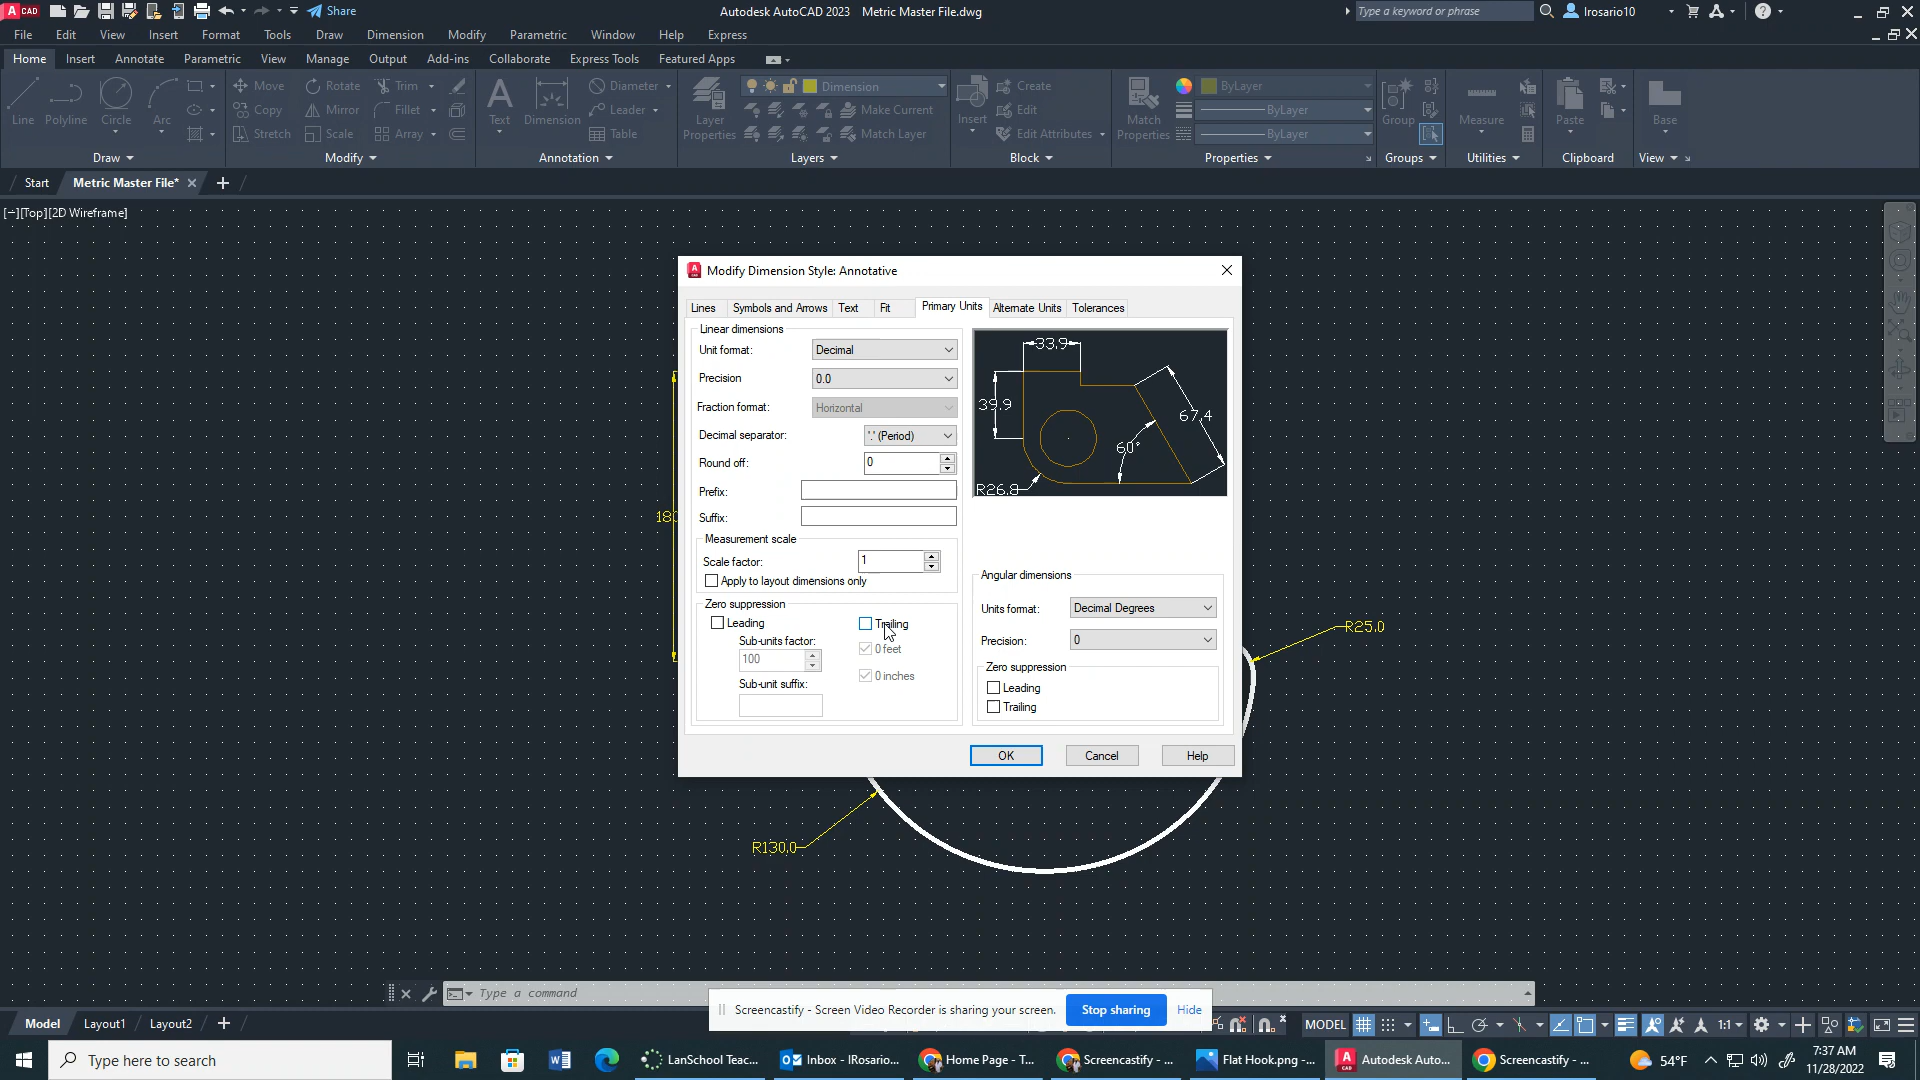 A CAD Share Autodesk AutoCAD 2023 Metric Master File.dwg Type a keyword or phrase lrosario10
File Edit View Insert Format Tools Draw Dimension Modify Parametric Window Help Express
Home Insert Annotate Parametric View Manage Output Add-ins Collaborate Express Tools Featured Apps
Line Polyline Circle Arc Move Rotate Trim Copy Mirror Fillet Stretch Scale Array Text Dimension Diameter Leader Table Layer Properties Dimension Make Current Match Layer Insert Create Edit Edit Attributes Match Properties ByLayer ByLayer ByLayer Group Measure Paste Base
Draw Modify Annotation Layers Block Properties Groups Utilities Clipboard View
Start Metric Master File* +
[-][Top][2D Wireframe]
Modify Dimension Style: Annotative
Lines Symbols and Arrows Text Fit Primary Units Alternate Units Tolerances
Linear dimensions
Unit format: Decimal
Precision 0.0
Fraction format: Horizontal
Decimal separator: '.' (Period)
Round off: 0
Prefix:
Suffix:
Measurement scale
Scale factor: 1
Apply to layout dimensions only
Zero suppression
Leading
Sub-units factor:
100
Sub-unit suffix:
Trailing
0 feet
0 inches
33.9
39.9
67.4
60°
R26.8
Angular dimensions
Units format: Decimal Degrees
Precision: 0
Zero suppression
Leading
Trailing
OK Cancel Help
R25.0
R130.0
Type a command
Screencastify - Screen Video Recorder is sharing your screen. Stop sharing Hide
Model Layout1 Layout2 + MODEL 1:1
Type here to search LanSchool Teac... Inbox - lRosario... Home Page - T... Screencastify - ... Flat Hook.png -... Autodesk Auto... Screencastify - ... 54°F 7:37 AM
11/28/2022